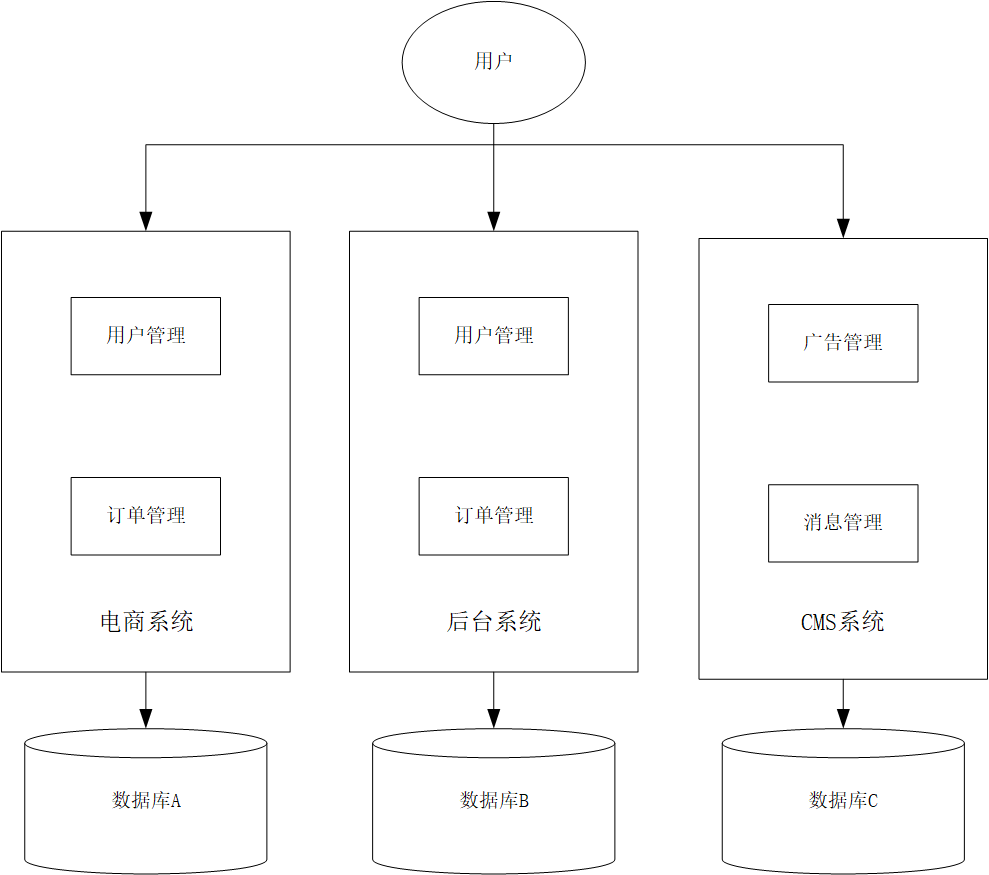 用户
用户管理
用户管理
广告管理
订单管理
订单管理
消息管理
电商系统
后台系统
CMS系统
数据库A
数据库B
数据库C